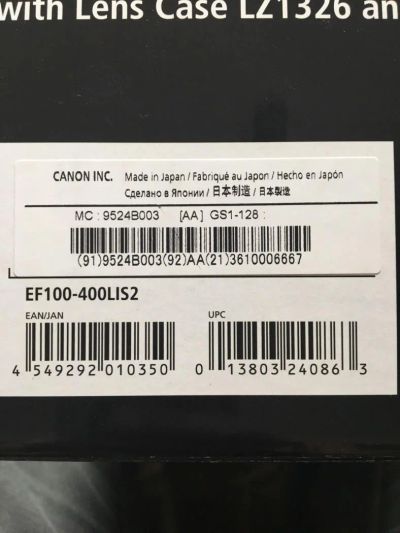 with Lens Case LZ1326 an
CANON INC. Made in Japan / Fabriqué au Japon / Hecho en Japón
Сделано в Японии / 日本制造 / 日本製造
MC : 9524B003 [AA] GS1-128 :
(91)9524B003(92)AA(21)3610006667
EF100-400LIS2
EAN/JAN UPC
4 549292 010350 0 13803 24086 3